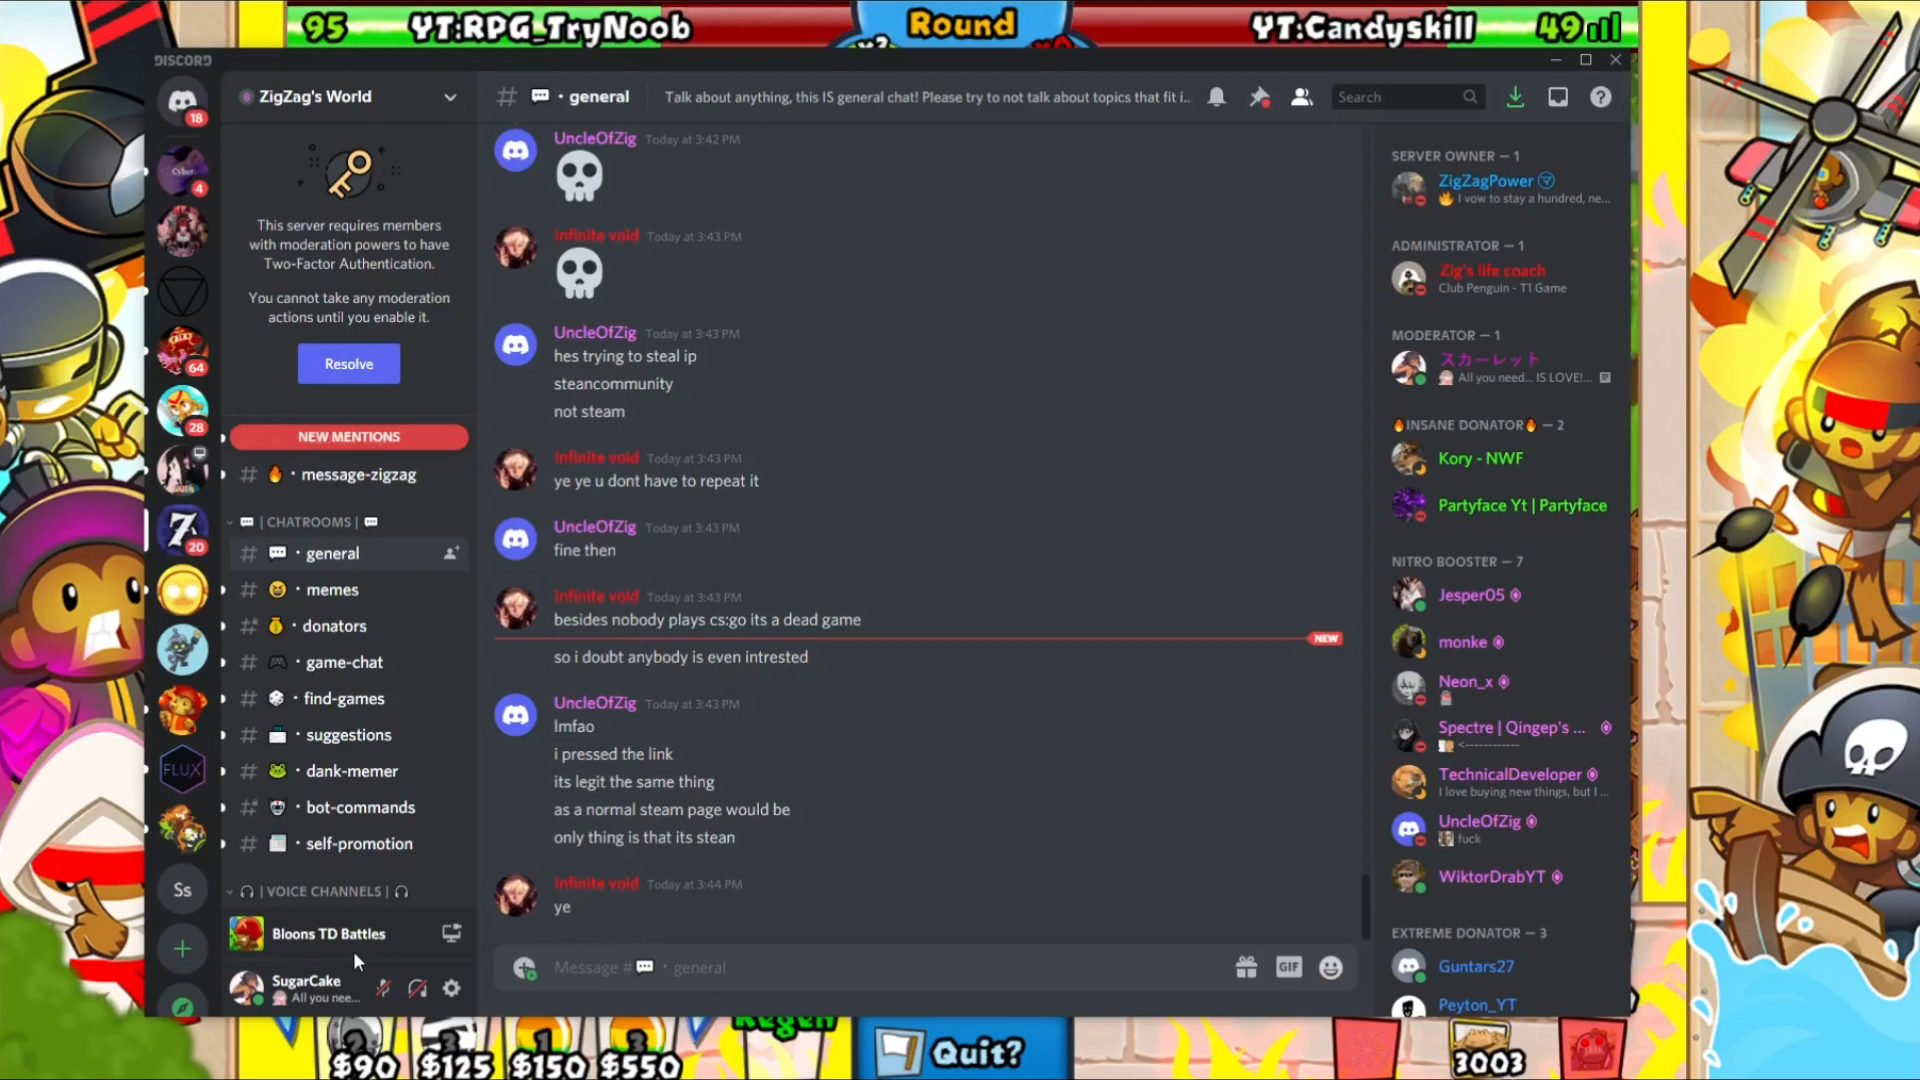 95 YT:RPG_TryNoob
Round
YT:Candyskill 49
DISCORD
18
Cyber.
4
64
28
7
20
FLUX
Ss
ZigZag's World
This server requires members
with moderation powers to have
Two-Factor Authentication.
You cannot take any moderation
actions until you enable it.
Resolve
NEW MENTIONS
# 🔥 · message-zigzag
💬 | CHATROOMS | 💬
# 💬 · general
# 😆 · memes
# 💰 · donators
# 🎮 · game-chat
# 🎲 · find-games
# 🗳 · suggestions
# 🐸 · dank-memer
# 🤖 · bot-commands
# 📄 · self-promotion
🎧 | VOICE CHANNELS | 🎧
Bloons TD Battles
SugarCake
All you nee...
# 💬 · general
Talk about anything, this IS general chat! Please try to not talk about topics that fit i...
Search
UncleOfZig Today at 3:42 PM
💀
infinite void Today at 3:43 PM
💀
UncleOfZig Today at 3:43 PM
hes trying to steal ip
steancommunity
not steam
infinite void Today at 3:43 PM
ye ye u dont have to repeat it
UncleOfZig Today at 3:43 PM
fine then
infinite void Today at 3:43 PM
besides nobody plays cs:go its a dead game
NEW
so i doubt anybody is even intrested
UncleOfZig Today at 3:43 PM
lmfao
i pressed the link
its legit the same thing
as a normal steam page would be
only thing is that its stean
infinite void Today at 3:44 PM
ye
Message # 💬 · general
GIF
SERVER OWNER — 1
ZigZagPower
🔥 I vow to stay a hundred, ne...
ADMINISTRATOR — 1
Zig's life coach
Club Penguin - T1 Game
MODERATOR — 1
スカーレット
All you need... IS LOVE!...
🔥INSANE DONATOR🔥 — 2
Kory - NWF
Partyface Yt | Partyface
NITRO BOOSTER — 7
Jesper05
monke
Neon_x
Spectre | Qingep's ...
<------------
TechnicalDeveloper
I love buying new things, but I ...
UncleOfZig
fuck
WiktorDrabYT
EXTREME DONATOR — 3
Guntars27
Peyton_YT
$90 $125 $150 $550
Regen
Quit?
3003